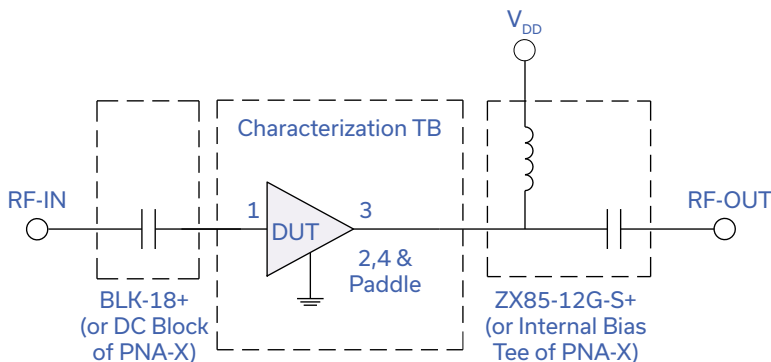 V_DD
Characterization TB
RF-IN
1
DUT
3
RF-OUT
2,4 &
Paddle
BLK-18+
(or DC Block
of PNA-X)
ZX85-12G-S+
(or Internal Bias
Tee of PNA-X)